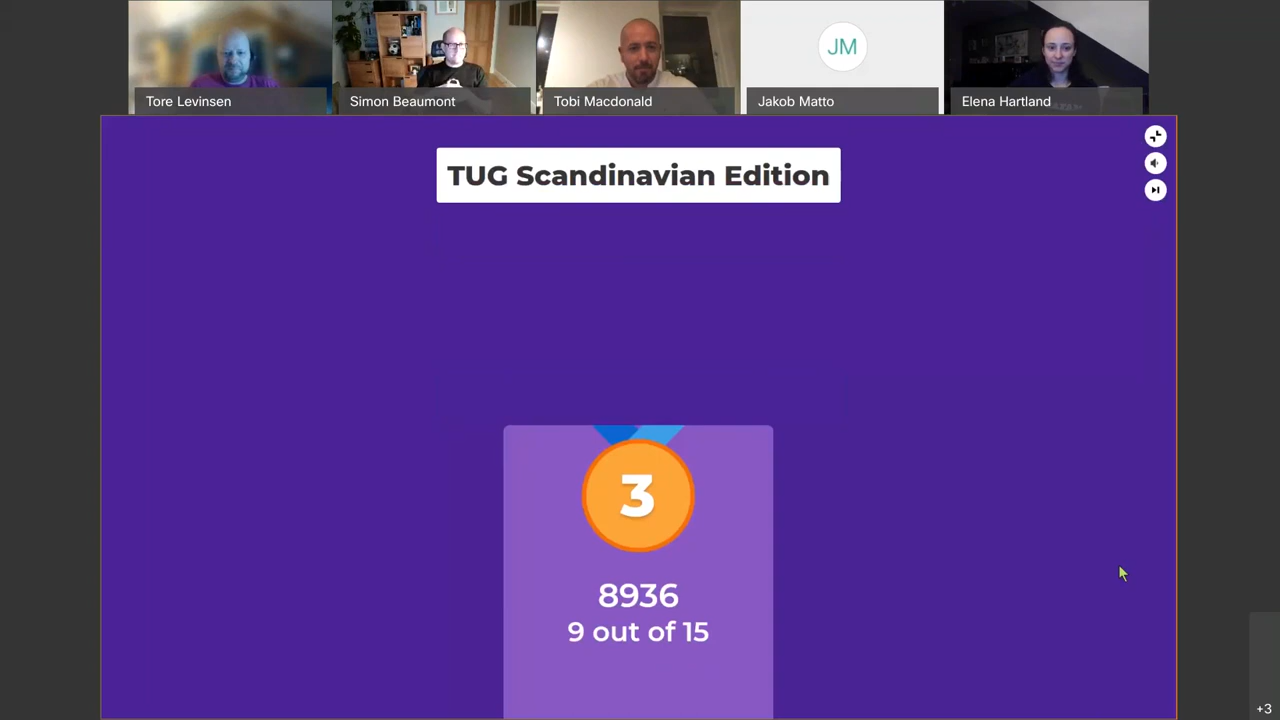 JM
Tore Levinsen
Simon Beaumont
Tobi Macdonald
Jakob Matto
Elena Hartland
TUG Scandinavian Edition
3
8936
9 out of 15
+3